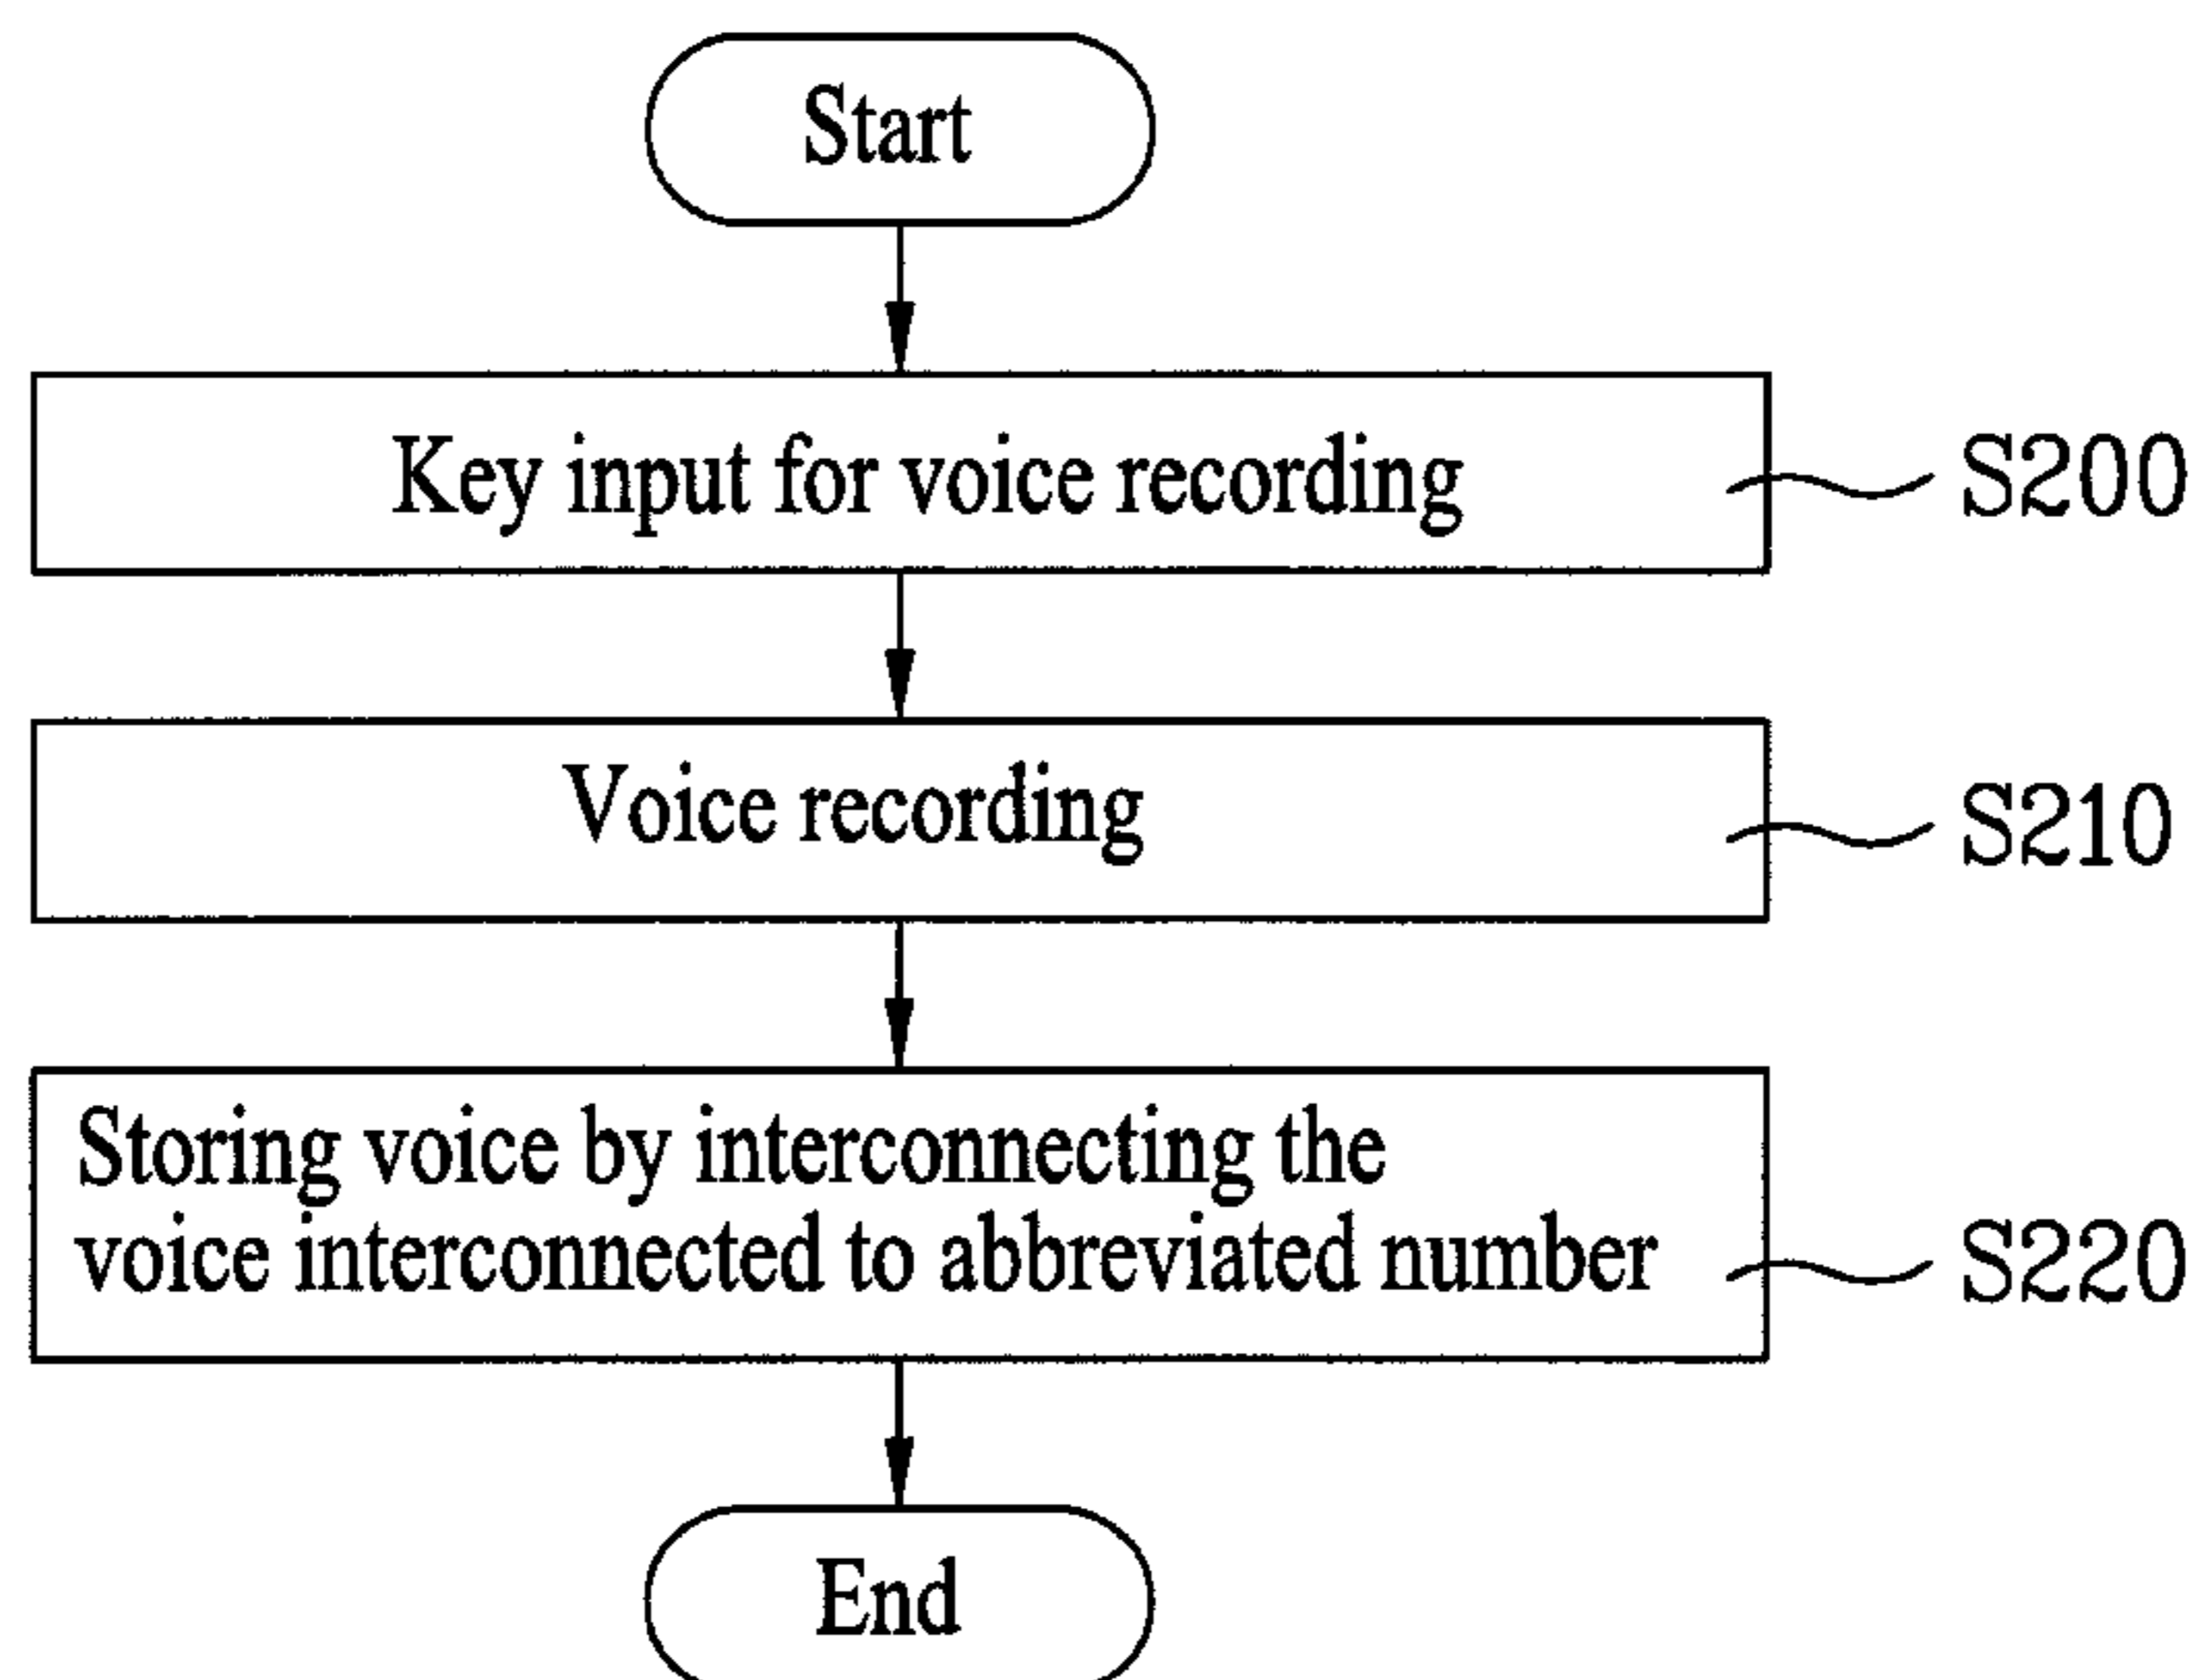 Start
Key input for voice recording
S200
Voice recording
S210
Storing voice by interconnecting the
voice interconnected to abbreviated number
S220
End